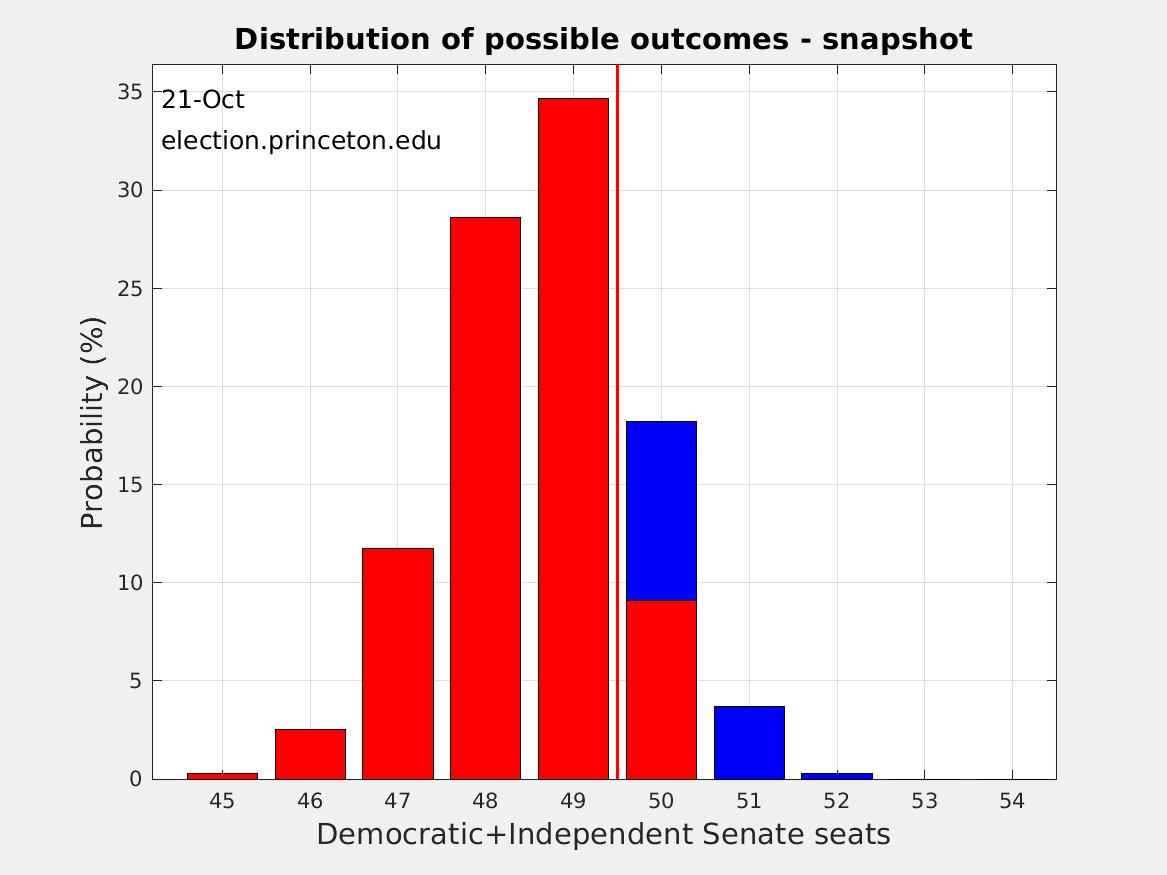 Distribution of possible outcomes - snapshot
21-Oct
election.princeton.edu
35
30
25
20
15
10
5
0
Probability (%)
45 46 47 48 49 50 51 52 53 54
Democratic+Independent Senate seats